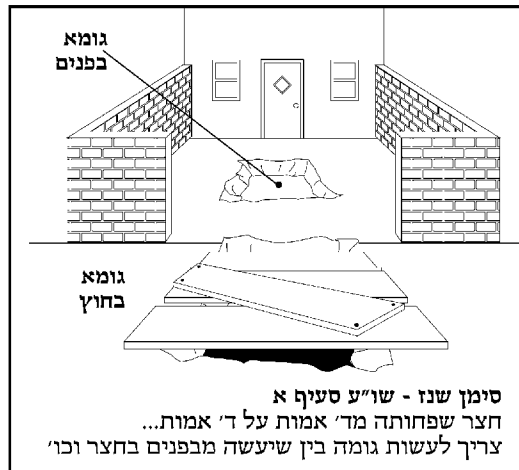 גומא
בפנים
גומא
בחוץ
סימן שנז - שו״ע סעיף א
חצר שפחותה מד׳ אמות על ד׳ אמות...
צריך לעשות גומה בין שיעשה מבפנים בחצר וכו׳